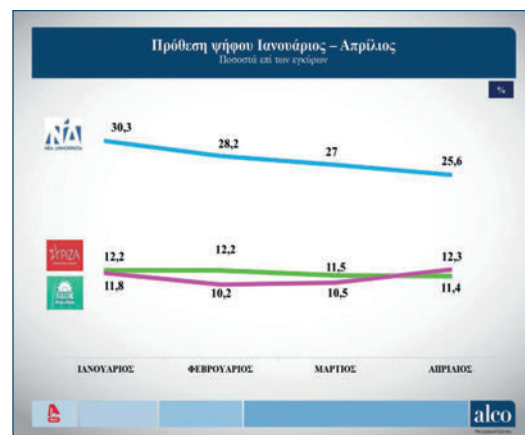 Πρόθεση ψήφου Ιανουάριος – Απρίλιος
Ποσοστά επί των εγκύρων
%
ΝΔ
ΝΕΑ ΔΗΜΟΚΡΑΤΙΑ
30,3
28,2
27
25,6
ΣΥΡΙΖΑ
12,2
12,2
11,5
12,3
11,8
10,2
10,5
11,4
ΙΑΝΟΥΑΡΙΟΣ
ΦΕΒΡΟΥΑΡΙΟΣ
ΜΑΡΤΙΟΣ
ΑΠΡΙΛΙΟΣ
alco